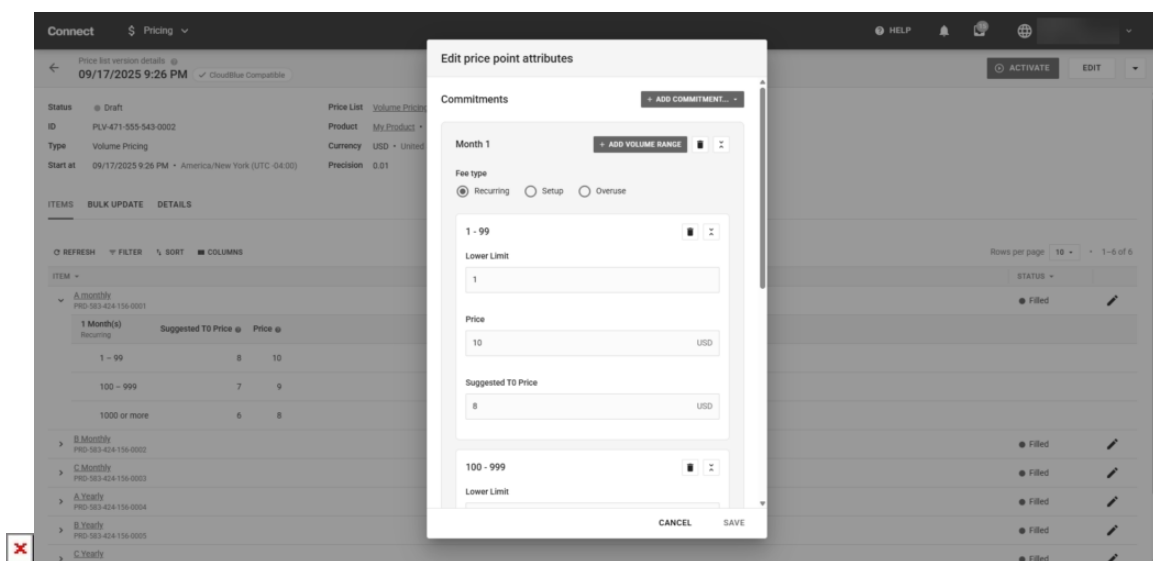 Connect $ Pricing HELP
Price list version details
09/17/2025 9:26 PM CloudBlue Compatible
ACTIVATE EDIT
Status Draft
ID PLV-471-555-543-0002
Type Volume Pricing
Start at 09/17/2025 9:26 PM • America/New York (UTC -04:00)
Price List Volume Pricing
Product My Product •
Currency USD • United
Precision 0.01
ITEMS BULK UPDATE DETAILS
REFRESH FILTER SORT COLUMNS
Rows per page 10 • 1–6 of 6
ITEM STATUS
A monthly
PRD-583-424-156-0001
Filled
1 Month(s)
Recurring
Suggested T0 Price Price
1 – 99 8 10
100 – 999 7 9
1000 or more 6 8
B Monthly
PRD-583-424-156-0002
Filled
C Monthly
PRD-583-424-156-0003
Filled
A Yearly
PRD-583-424-156-0004
Filled
B Yearly
PRD-583-424-156-0005
Filled
C Yearly
Filled
Edit price point attributes
Commitments + ADD COMMITMENT...
Month 1 + ADD VOLUME RANGE
Fee type
Recurring Setup Overuse
1 - 99
Lower Limit
1
Price
10 USD
Suggested T0 Price
8 USD
100 - 999
Lower Limit
CANCEL SAVE